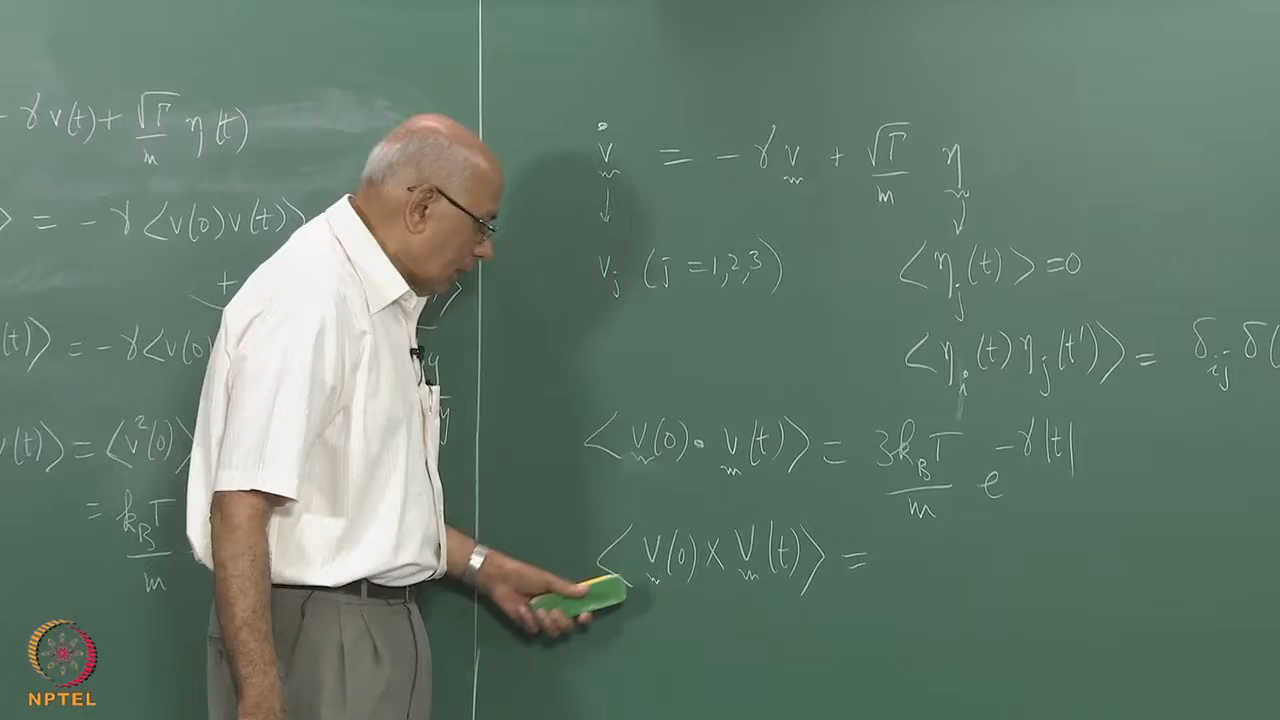 - γ v(t) + √Γ/m η(t)
⟩ = - γ ⟨v(0) v(t)⟩
+
(t)⟩ = - γ ⟨v(0)
v(t)⟩ = ⟨v²(0)⟩
= k_B T / m
v̇ = - γ v + √Γ/m η
v_j (j = 1, 2, 3)
⟨η_j(t)⟩ = 0
⟨η_i(t) η_j(t')⟩ = δ_ij δ(
⟨v(0) · v(t)⟩ = 3k_B T / m e^{-γ|t|}
⟨v(0) × v(t)⟩ =
NPTEL